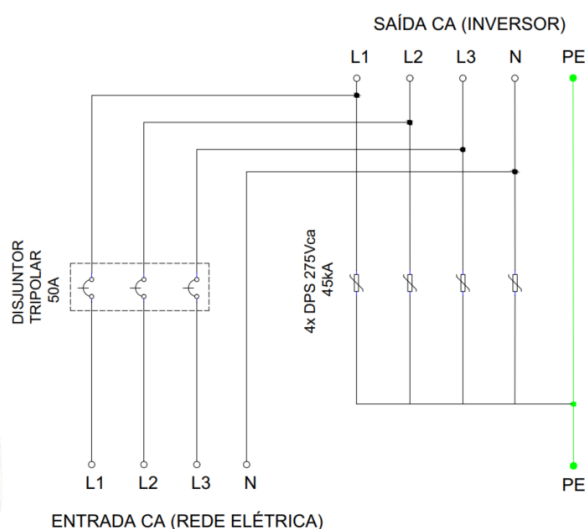 SAÍDA CA (INVERSOR)
L1 L2 L3 N PE
DISJUNTOR
TRIPOLAR
50A
4x DPS 275Vca
45kA
L1 L2 L3 N PE
ENTRADA CA (REDE ELÉTRICA)